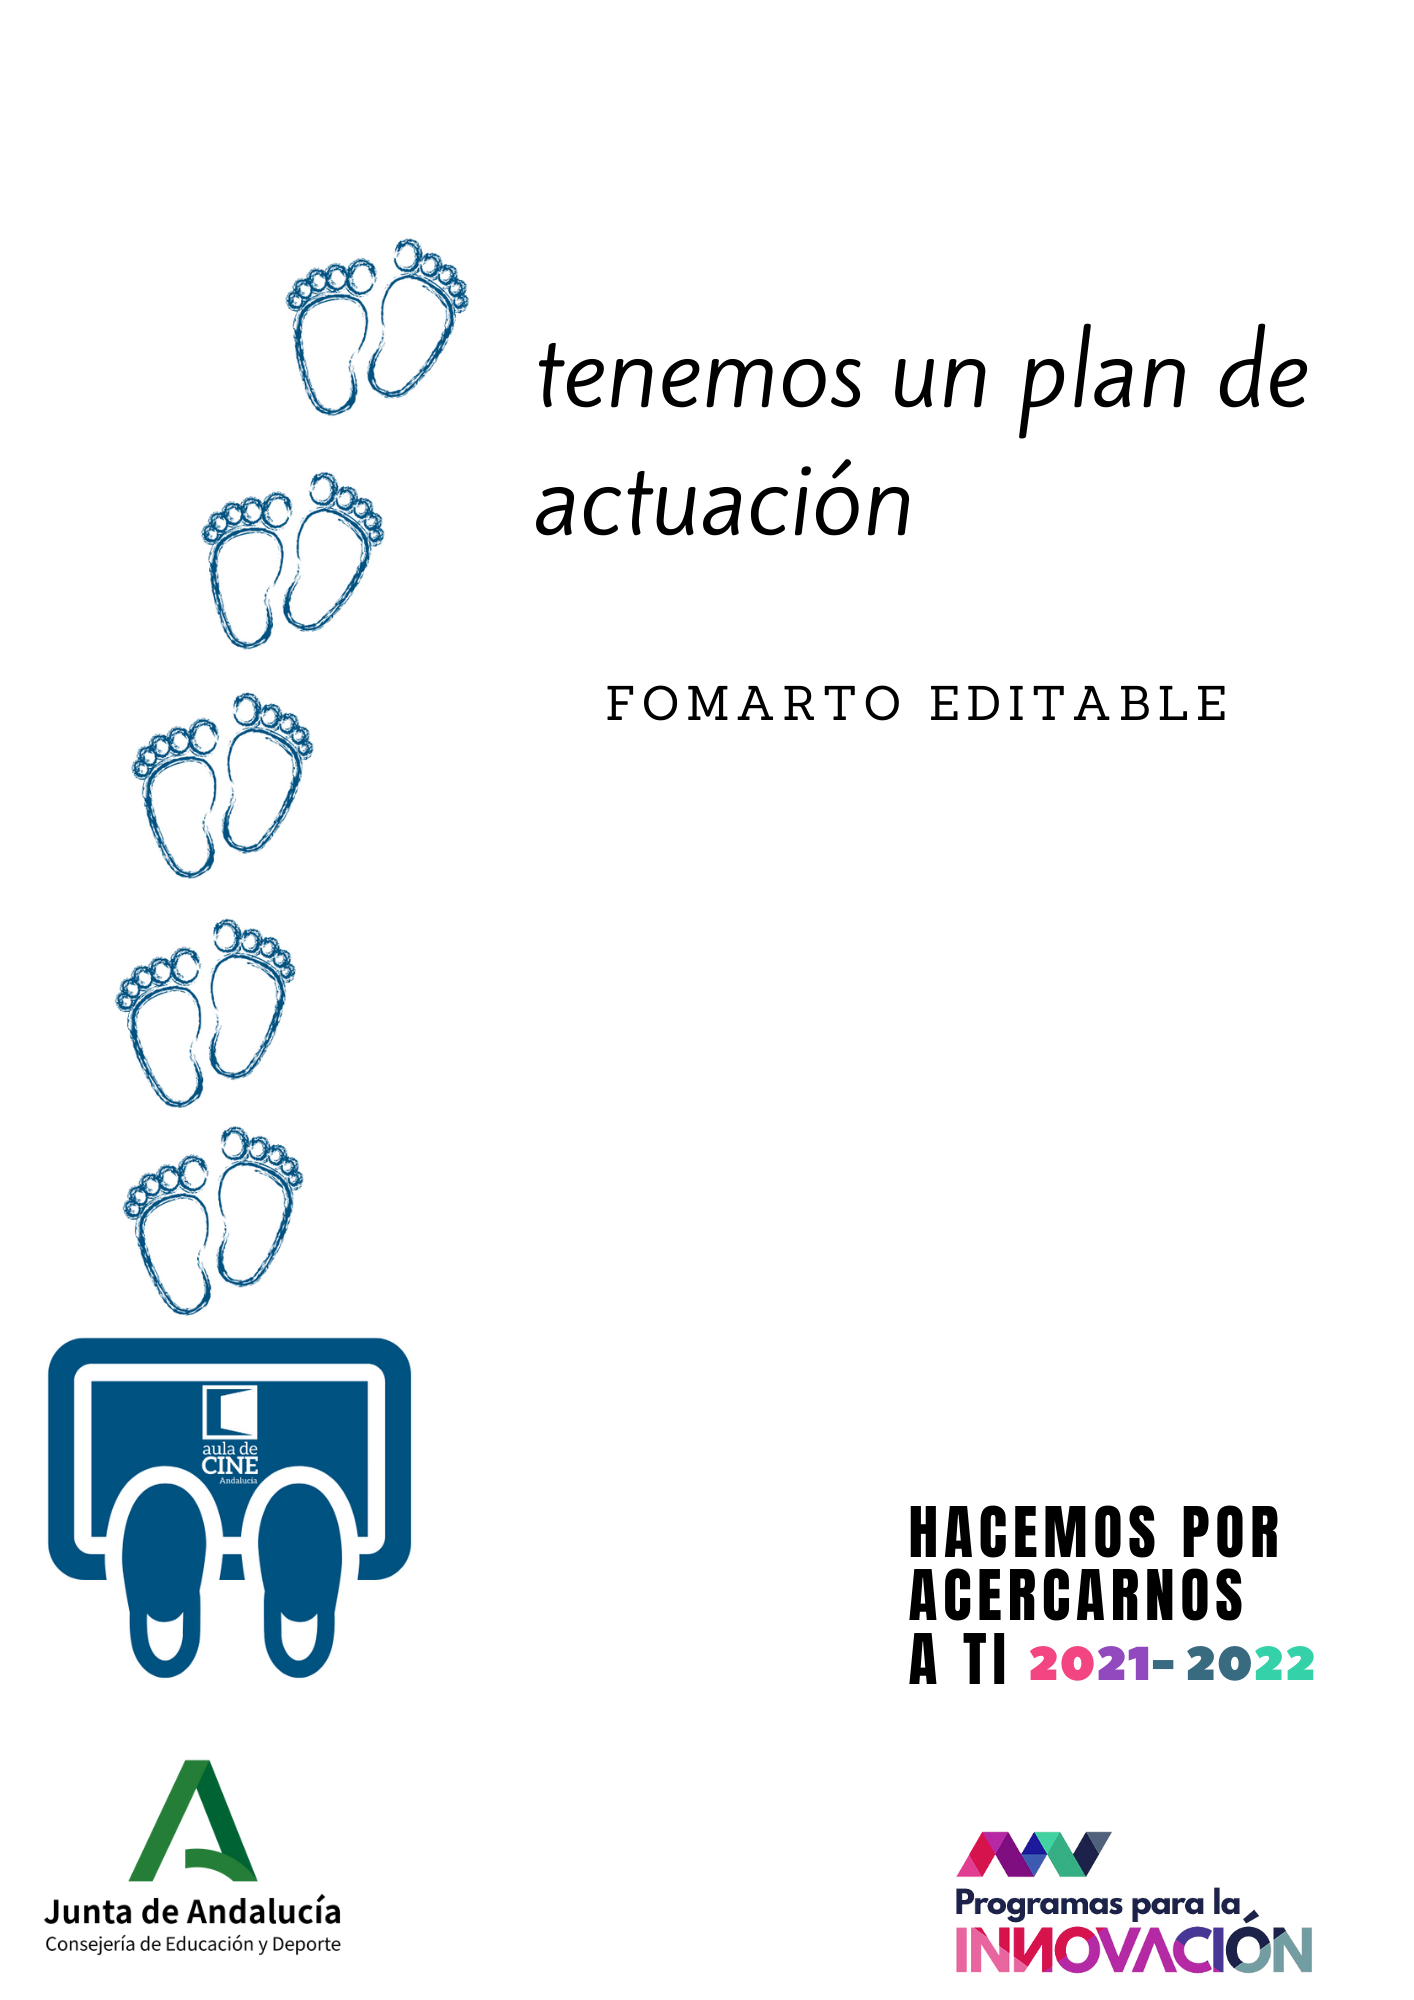 tenemos un plan de
actuación
FOMARTO EDITABLE
aula de
CINE
Andalucía
HACEMOS POR
ACERCARNOS
A TI 2021- 2022
Junta de Andalucía
Consejería de Educación y Deporte
Programas para la
INNOVACIÓN